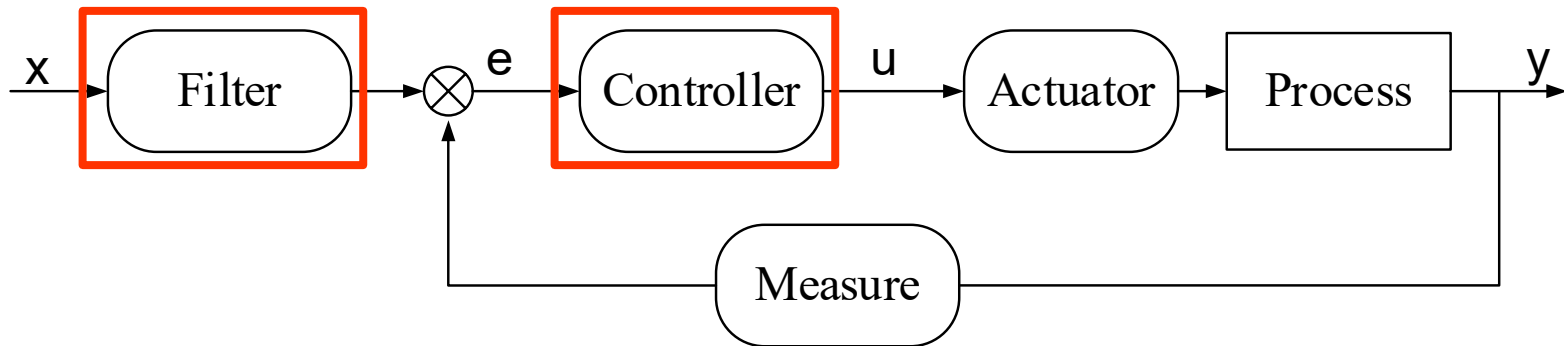 x Filter e Controller u Actuator Process y
Measure